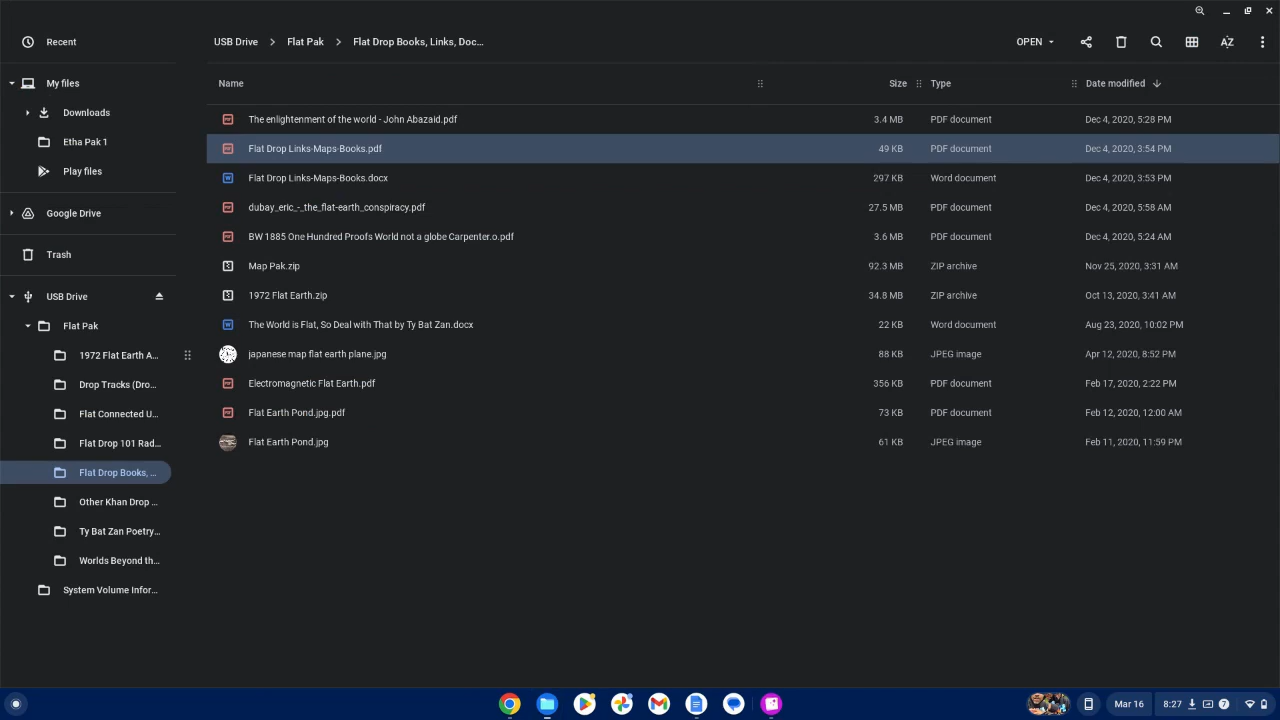 Recent
USB Drive > Flat Pak > Flat Drop Books, Links, Doc...
OPEN
My files
Downloads
Etha Pak 1
Play files
Google Drive
Trash
USB Drive
Flat Pak
1972 Flat Earth A...
Drop Tracks (Dro...
Flat Connected U...
Flat Drop 101 Rad...
Flat Drop Books, ...
Other Khan Drop ...
Ty Bat Zan Poetry...
Worlds Beyond th...
System Volume Infor...
Name Size Type Date modified
The enlightenment of the world - John Abazaid.pdf 3.4 MB PDF document Dec 4, 2020, 5:28 PM
Flat Drop Links-Maps-Books.pdf 49 KB PDF document Dec 4, 2020, 3:54 PM
Flat Drop Links-Maps-Books.docx 297 KB Word document Dec 4, 2020, 3:53 PM
dubay_eric_-_the_flat-earth_conspiracy.pdf 27.5 MB PDF document Dec 4, 2020, 5:58 AM
BW 1885 One Hundred Proofs World not a globe Carpenter.o.pdf 3.6 MB PDF document Dec 4, 2020, 5:24 AM
Map Pak.zip 92.3 MB ZIP archive Nov 25, 2020, 3:31 AM
1972 Flat Earth.zip 34.8 MB ZIP archive Oct 13, 2020, 3:41 AM
The World is Flat, So Deal with That by Ty Bat Zan.docx 22 KB Word document Aug 23, 2020, 10:02 PM
japanese map flat earth plane.jpg 88 KB JPEG image Apr 12, 2020, 8:52 PM
Electromagnetic Flat Earth.pdf 356 KB PDF document Feb 17, 2020, 2:22 PM
Flat Earth Pond.jpg.pdf 73 KB PDF document Feb 12, 2020, 12:00 AM
Flat Earth Pond.jpg 61 KB JPEG image Feb 11, 2020, 11:59 PM
Mar 16 8:27 7